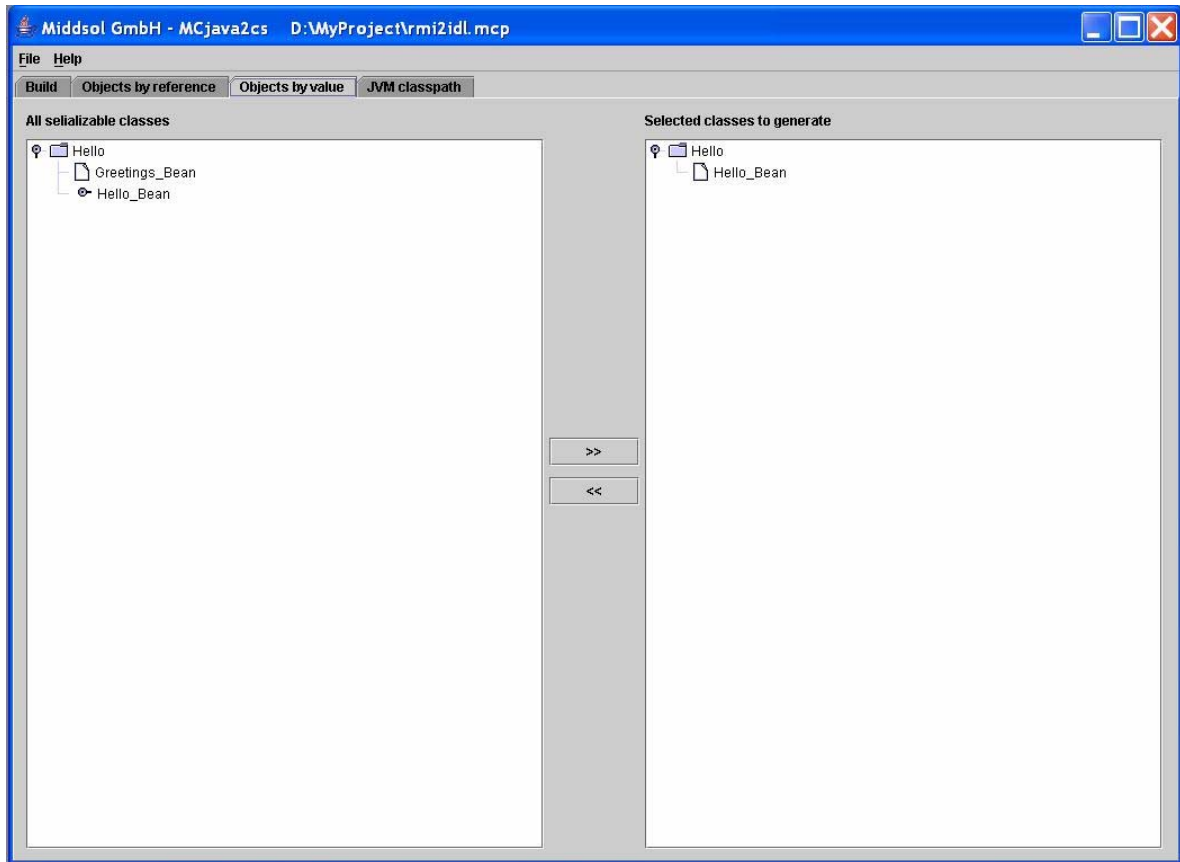 Middsol GmbH - MCjava2cs    D:\MyProject\rmi2idl.mcp
File Help
Build Objects by reference Objects by value JVM classpath
All selializable classes
Hello
Greetings_Bean
Hello_Bean
>>
<<
Selected classes to generate
Hello
Hello_Bean